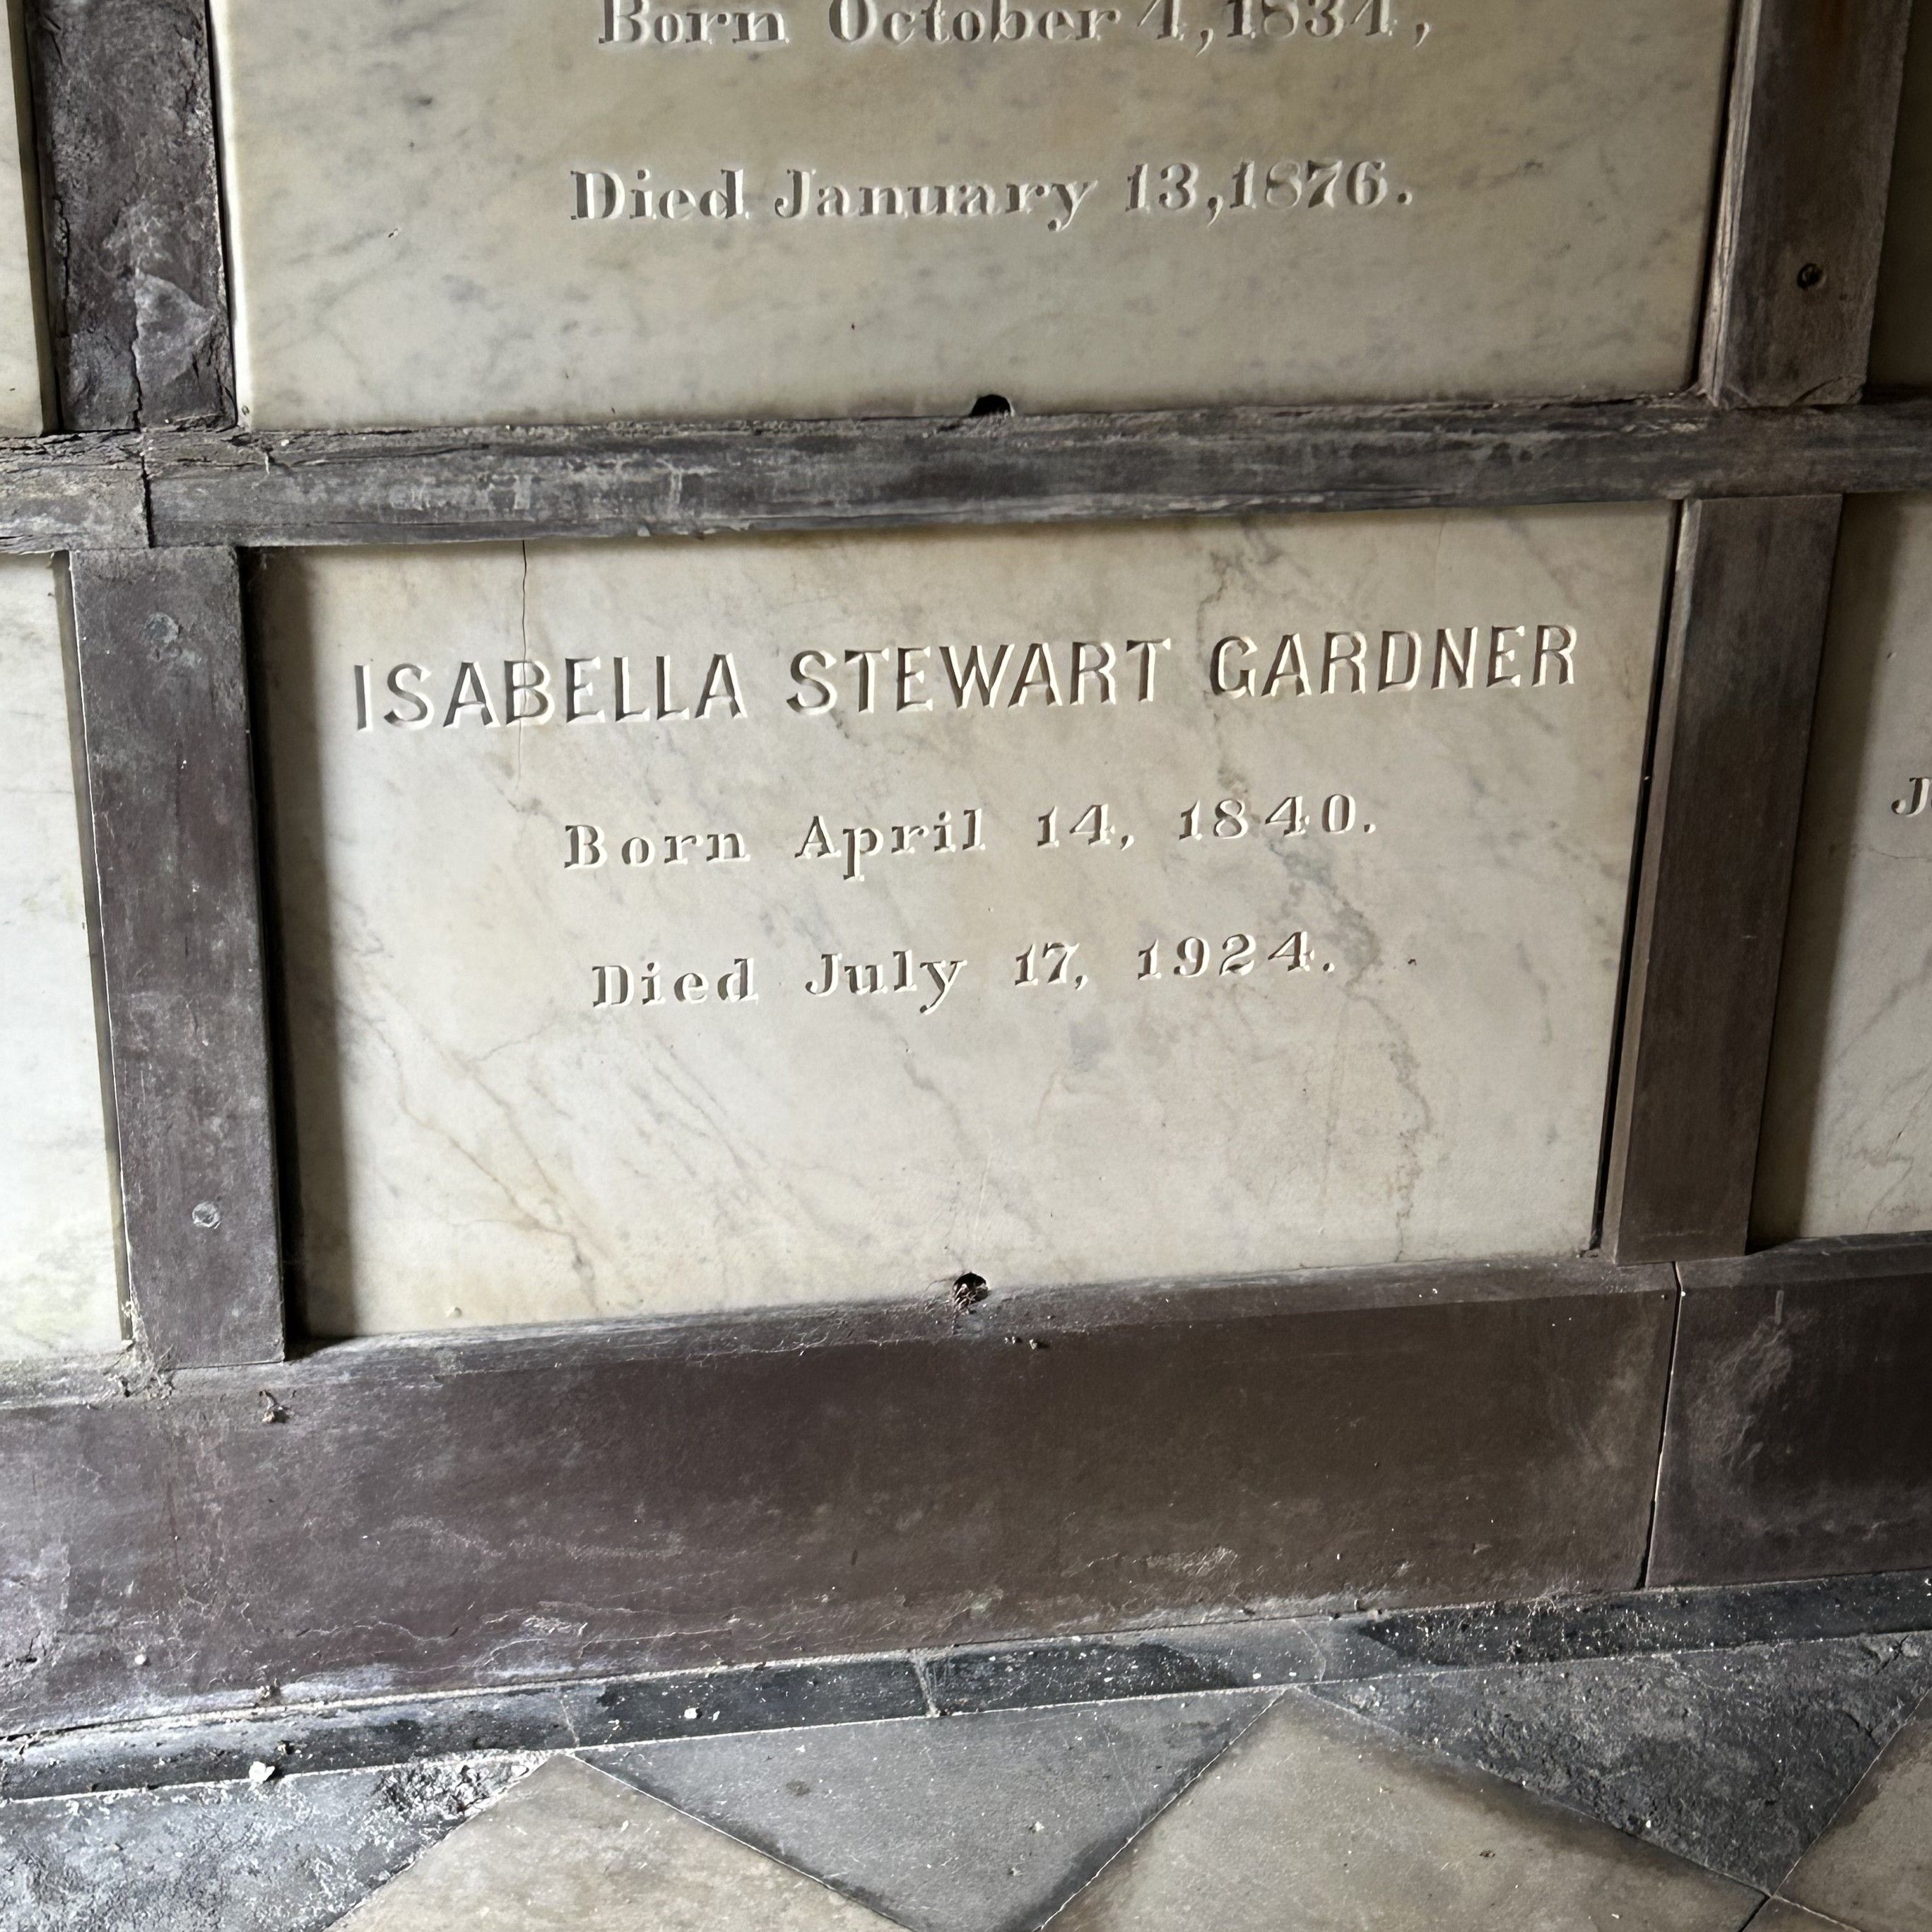 Born October 4, 1834,
Died January 13, 1876.
ISABELLA STEWART GARDNER
Born April 14, 1840.
Died July 17, 1924.
J